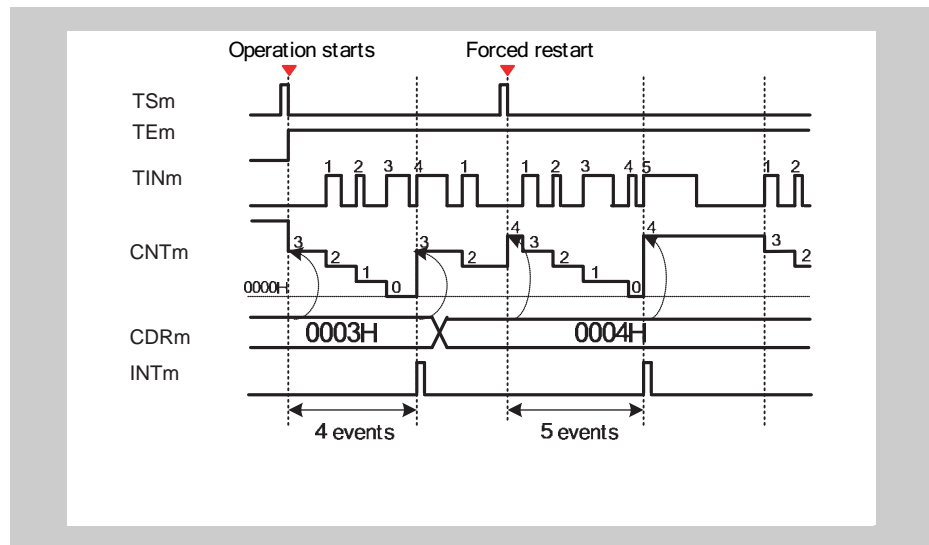 Operation starts Forced restart
TSm
TEm
TINm 1 2 3 4 1 1 2 3 4 5 1 2
CNTm 3 2 1 0 3 2 4 3 2 1 0 4 3 2
0000H
CDRm 0003H 0004H
INTm
4 events 5 events